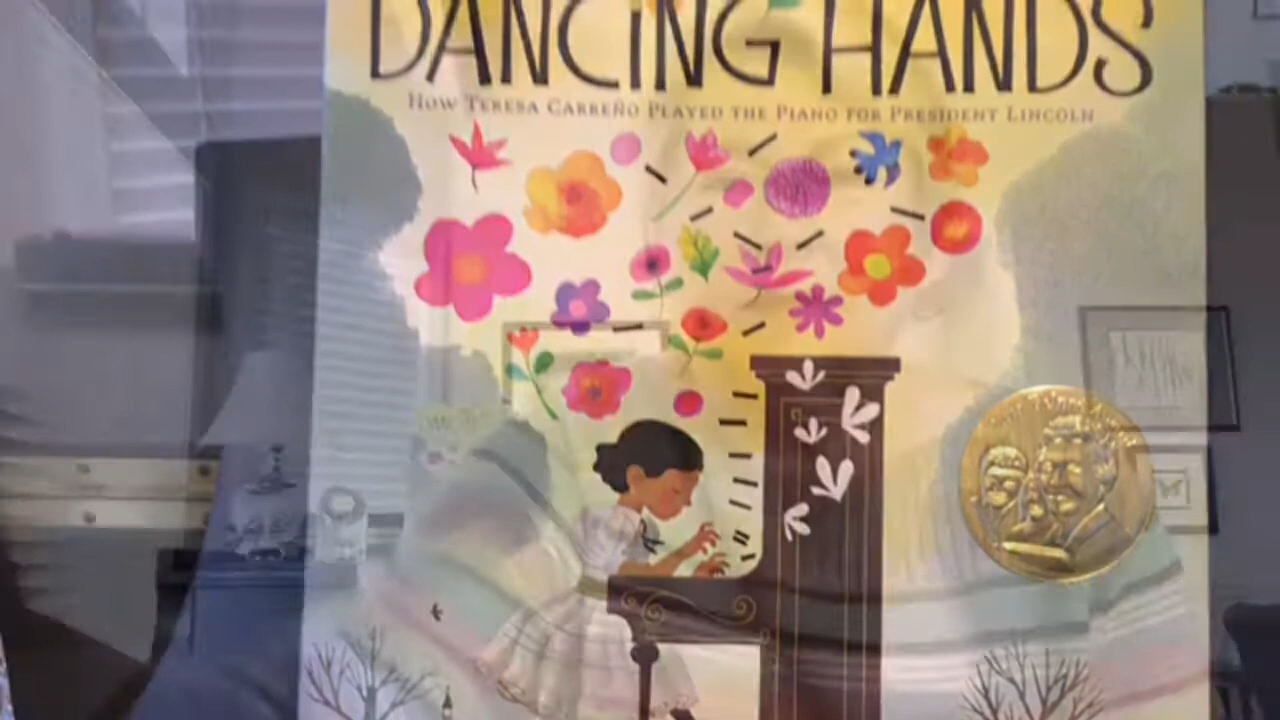 DANCING HANDS
HOW TERESA CARREÑO PLAYED THE PIANO FOR PRESIDENT LINCOLN